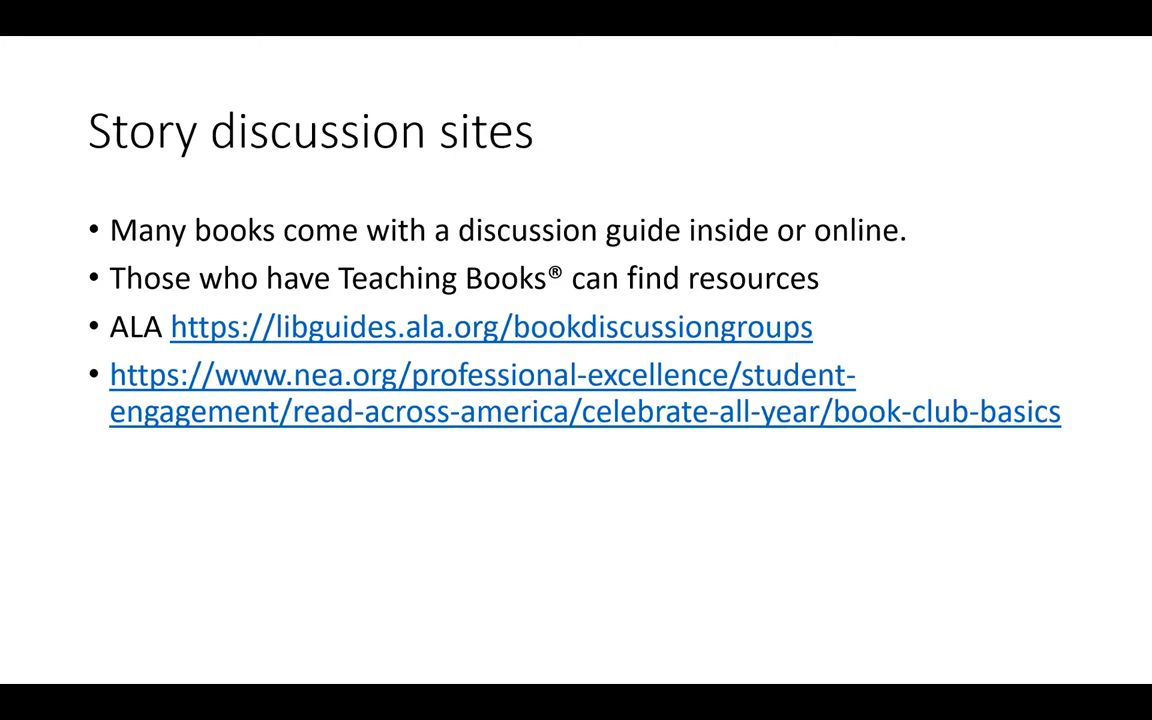 Story discussion sites
• Many books come with a discussion guide inside or online.
• Those who have Teaching Books® can find resources
• ALA https://libguides.ala.org/bookdiscussiongroups
• https://www.nea.org/professional-excellence/student-
engagement/read-across-america/celebrate-all-year/book-club-basics